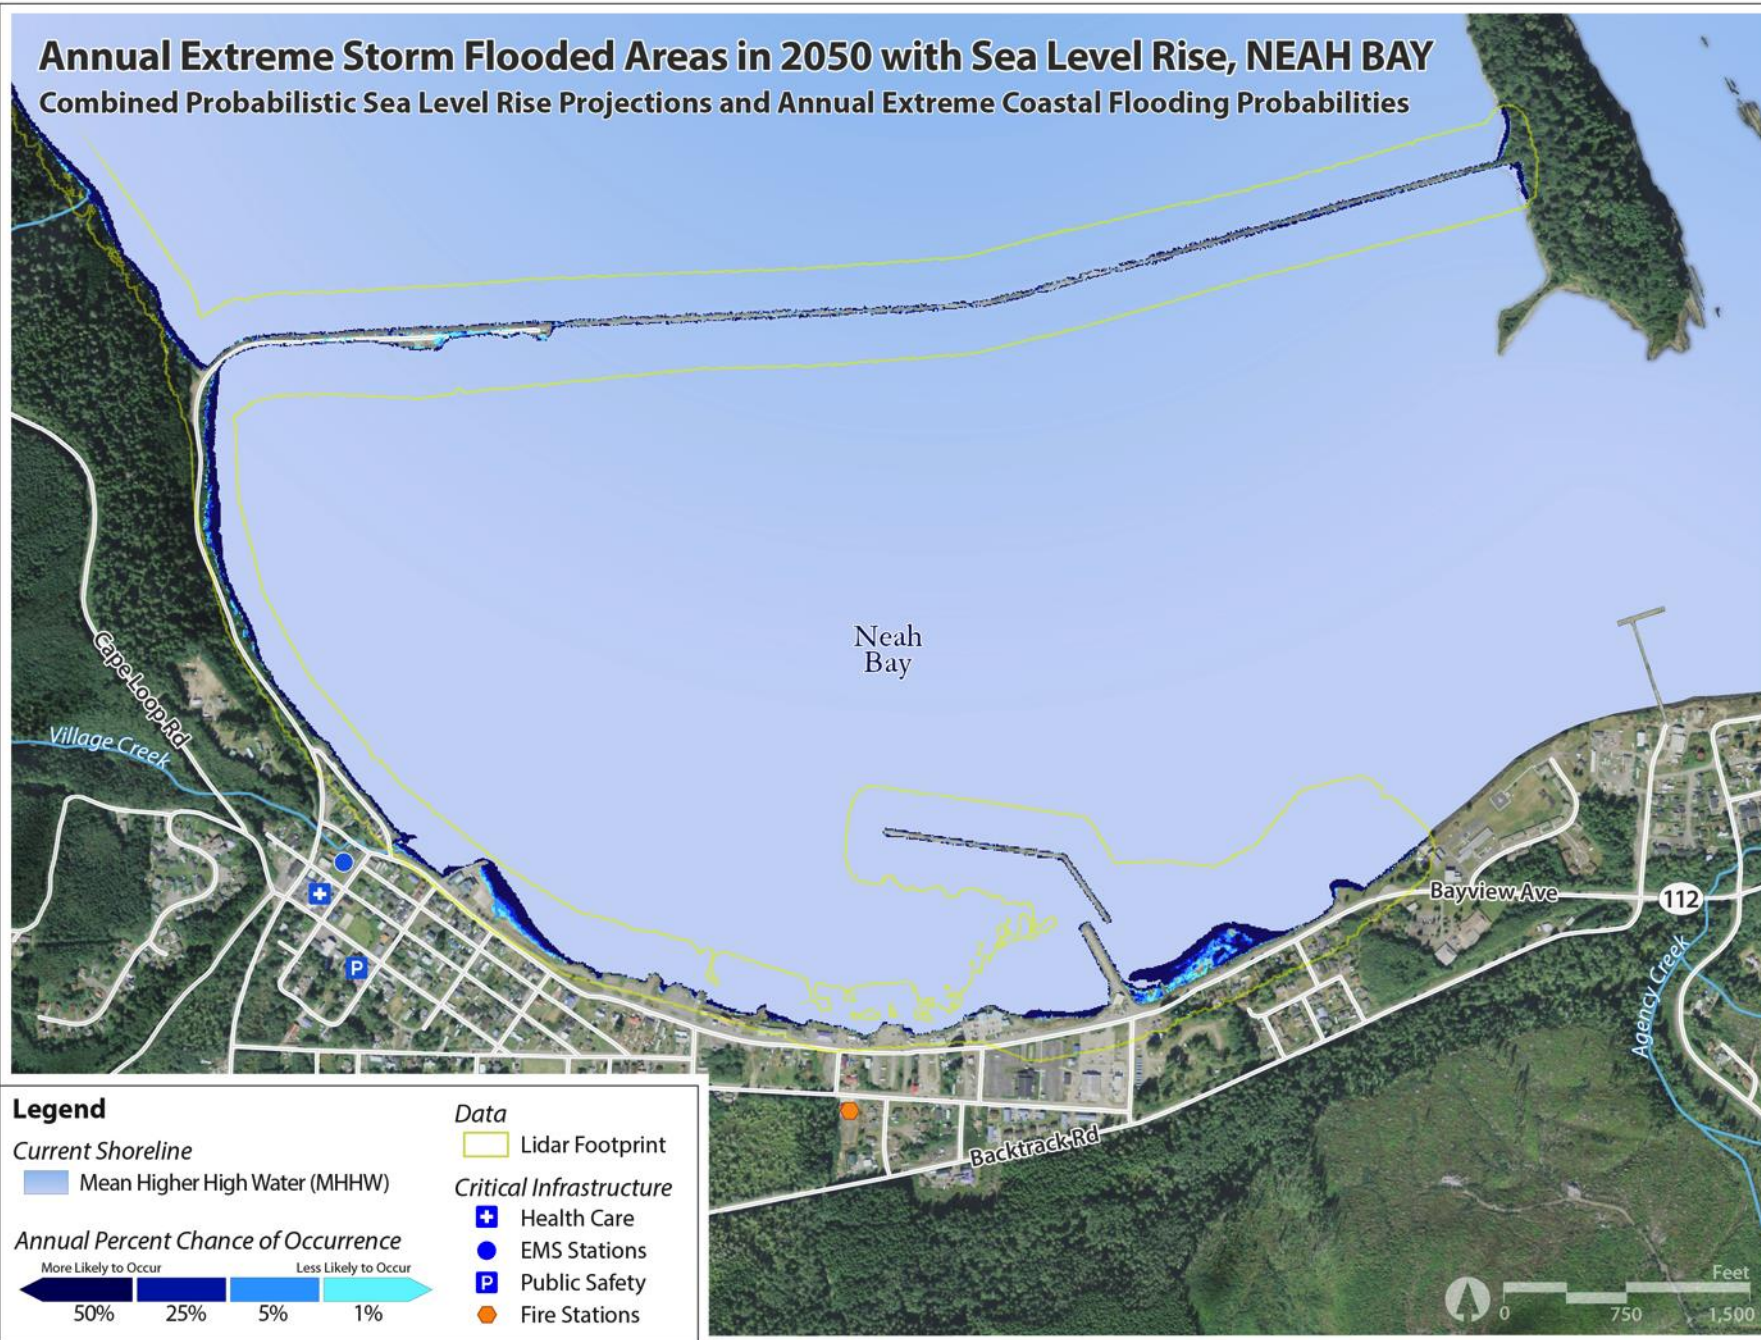 Annual Extreme Storm Flooded Areas in 2050 with Sea Level Rise, NEAH BAY
Combined Probabilistic Sea Level Rise Projections and Annual Extreme Coastal Flooding Probabilities
Neah
Bay
Cape Loop Rd
Village Creek
Bayview Ave
112
Agency Creek
P
Backtrack Rd
Legend
Current Shoreline
Mean Higher High Water (MHHW)
Annual Percent Chance of Occurrence
More Likely to Occur
Less Likely to Occur
50%
25%
5%
1%
Data
Lidar Footprint
Critical Infrastructure
Health Care
EMS Stations
P
Public Safety
Fire Stations
Feet
0
750
1,500